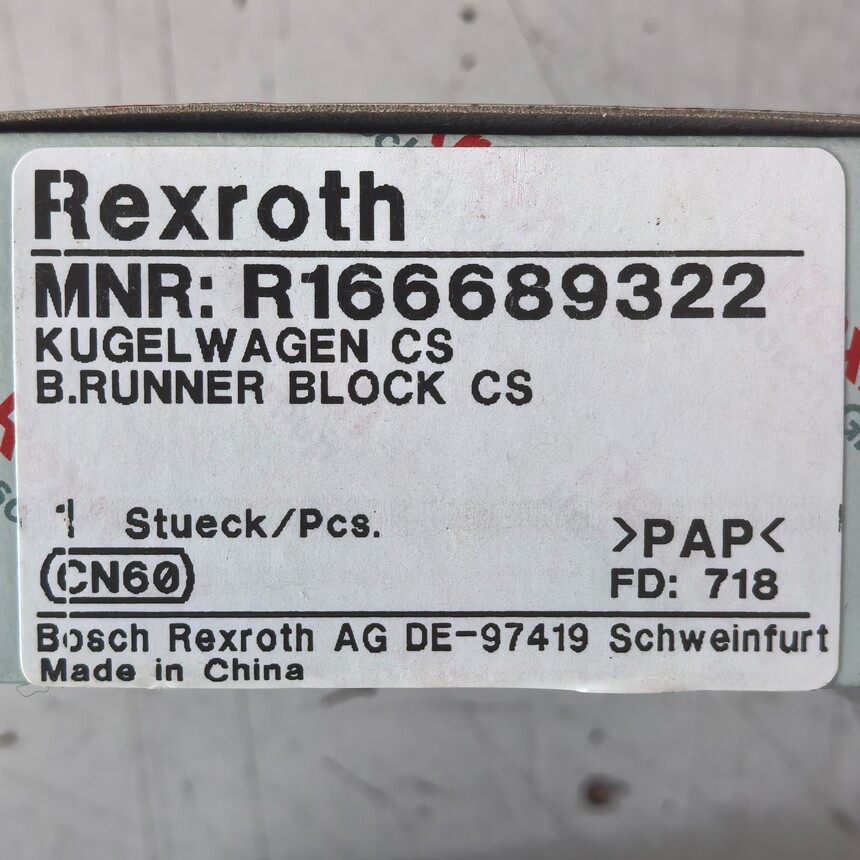 Rexroth
MNR: R166689322
KUGELWAGEN CS
B.RUNNER BLOCK CS
1 Stueck/Pcs.
>PAP<
CN60
FD: 718
Bosch Rexroth AG DE-97419 Schweinfurt
Made in China